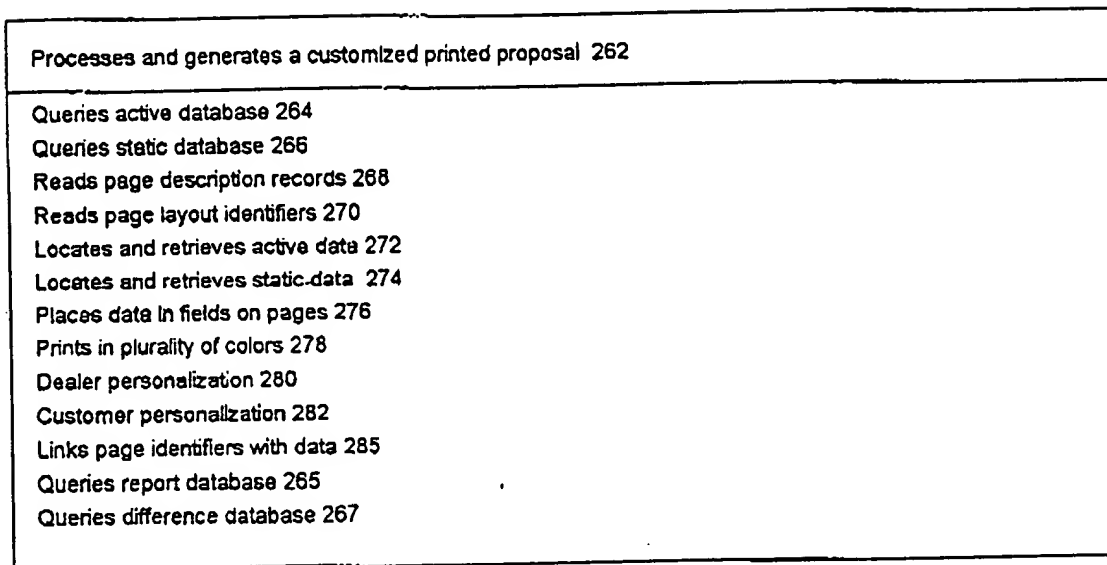 Processes and generates a customized printed proposal 262
Queries active database 264
Queries static database 266
Reads page description records 268
Reads page layout identifiers 270
Locates and retrieves active data 272
Locates and retrieves static-data 274
Places data in fields on pages 276
Prints in plurality of colors 278
Dealer personalization 280
Customer personalization 282
Links page identifiers with data 285
Queries report database 265
Queries difference database 267